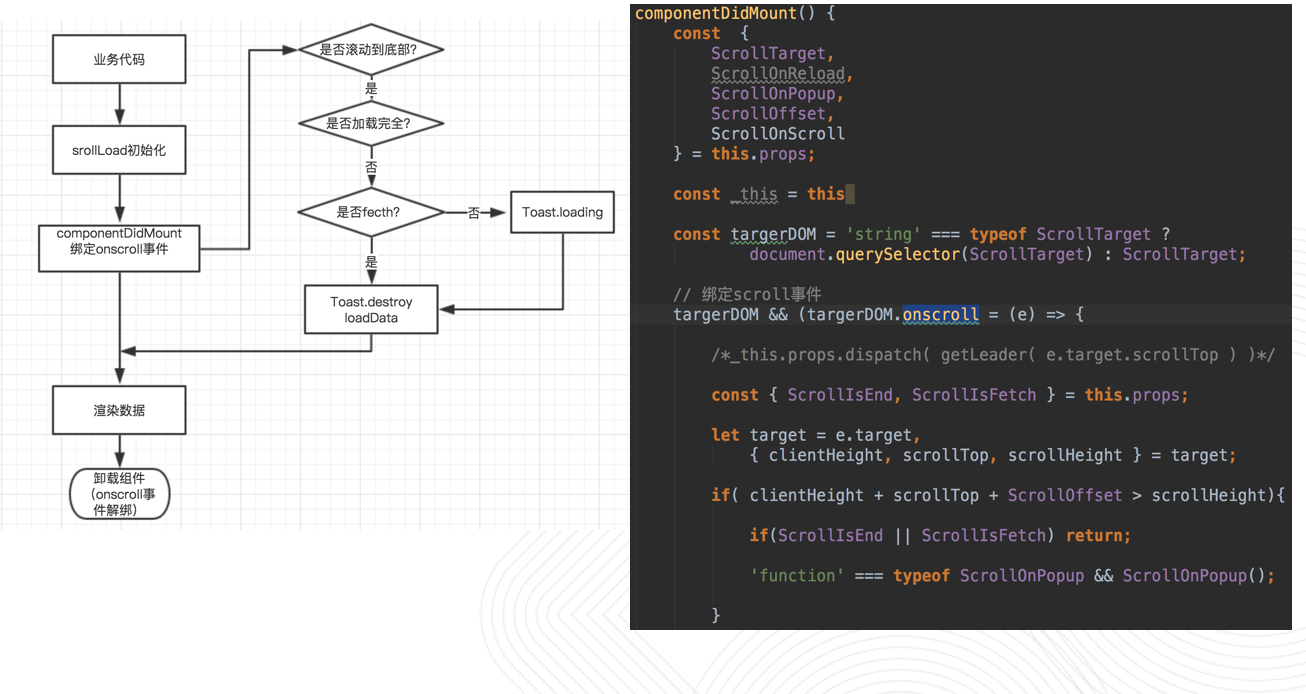 业务代码
srollLoad初始化
componentDidMount
绑定onscroll事件
是否滚动到底部?
是
是否加载完全?
否
是否fecth?
否
Toast.loading
是
Toast.destroy
loadData
渲染数据
卸载组件
（onscroll事
件解绑）
componentDidMount() {
const {
ScrollTarget,
ScrollOnReload,
ScrollOnPopup,
ScrollOffset,
ScrollOnScroll
} = this.props;
const _this = this
const targerDOM = 'string' === typeof ScrollTarget ?
document.querySelector(ScrollTarget) : ScrollTarget;
// 绑定scroll事件
targerDOM && (targerDOM.onscroll = (e) => {
/*_this.props.dispatch( getLeader( e.target.scrollTop ) )*/
const { ScrollIsEnd, ScrollIsFetch } = this.props;
let target = e.target,
{ clientHeight, scrollTop, scrollHeight } = target;
if( clientHeight + scrollTop + ScrollOffset > scrollHeight){
if(ScrollIsEnd || ScrollIsFetch) return;
'function' === typeof ScrollOnPopup && ScrollOnPopup();
}